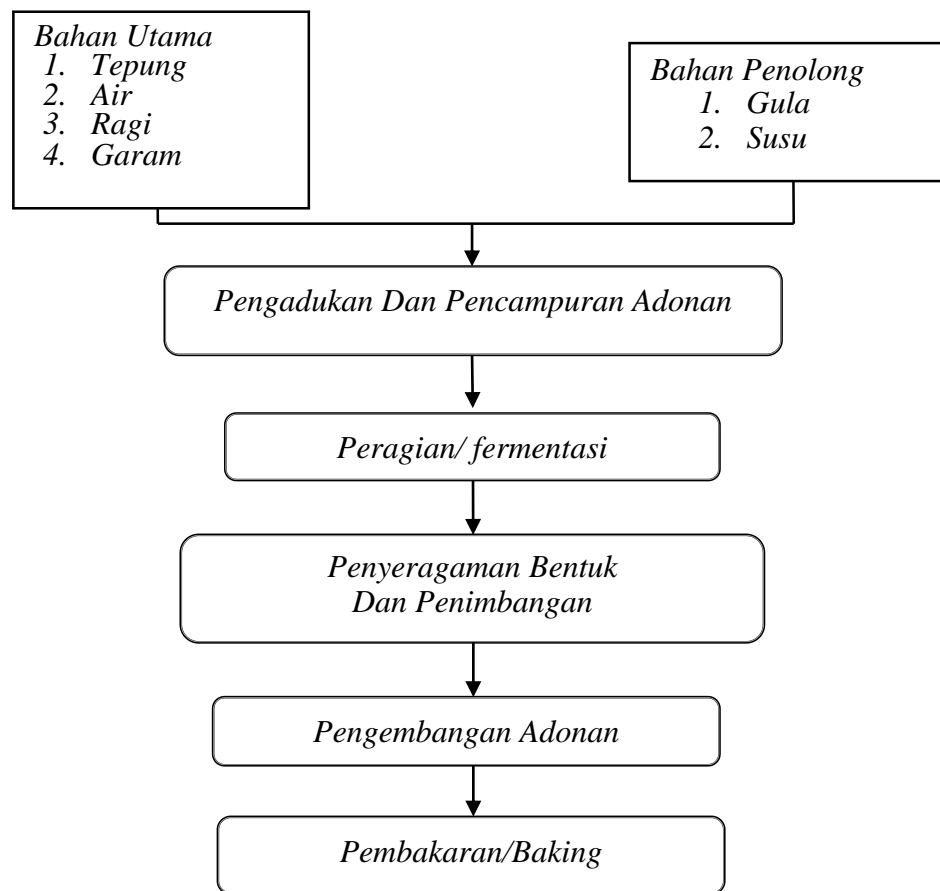 Bahan Utama
1. Tepung
2. Air
3. Ragi
4. Garam
Bahan Penolong
1. Gula
2. Susu
Pengadukan Dan Pencampuran Adonan
Peragian/ fermentasi
Penyeragaman Bentuk
Dan Penimbangan
Pengembangan Adonan
Pembakaran/Baking